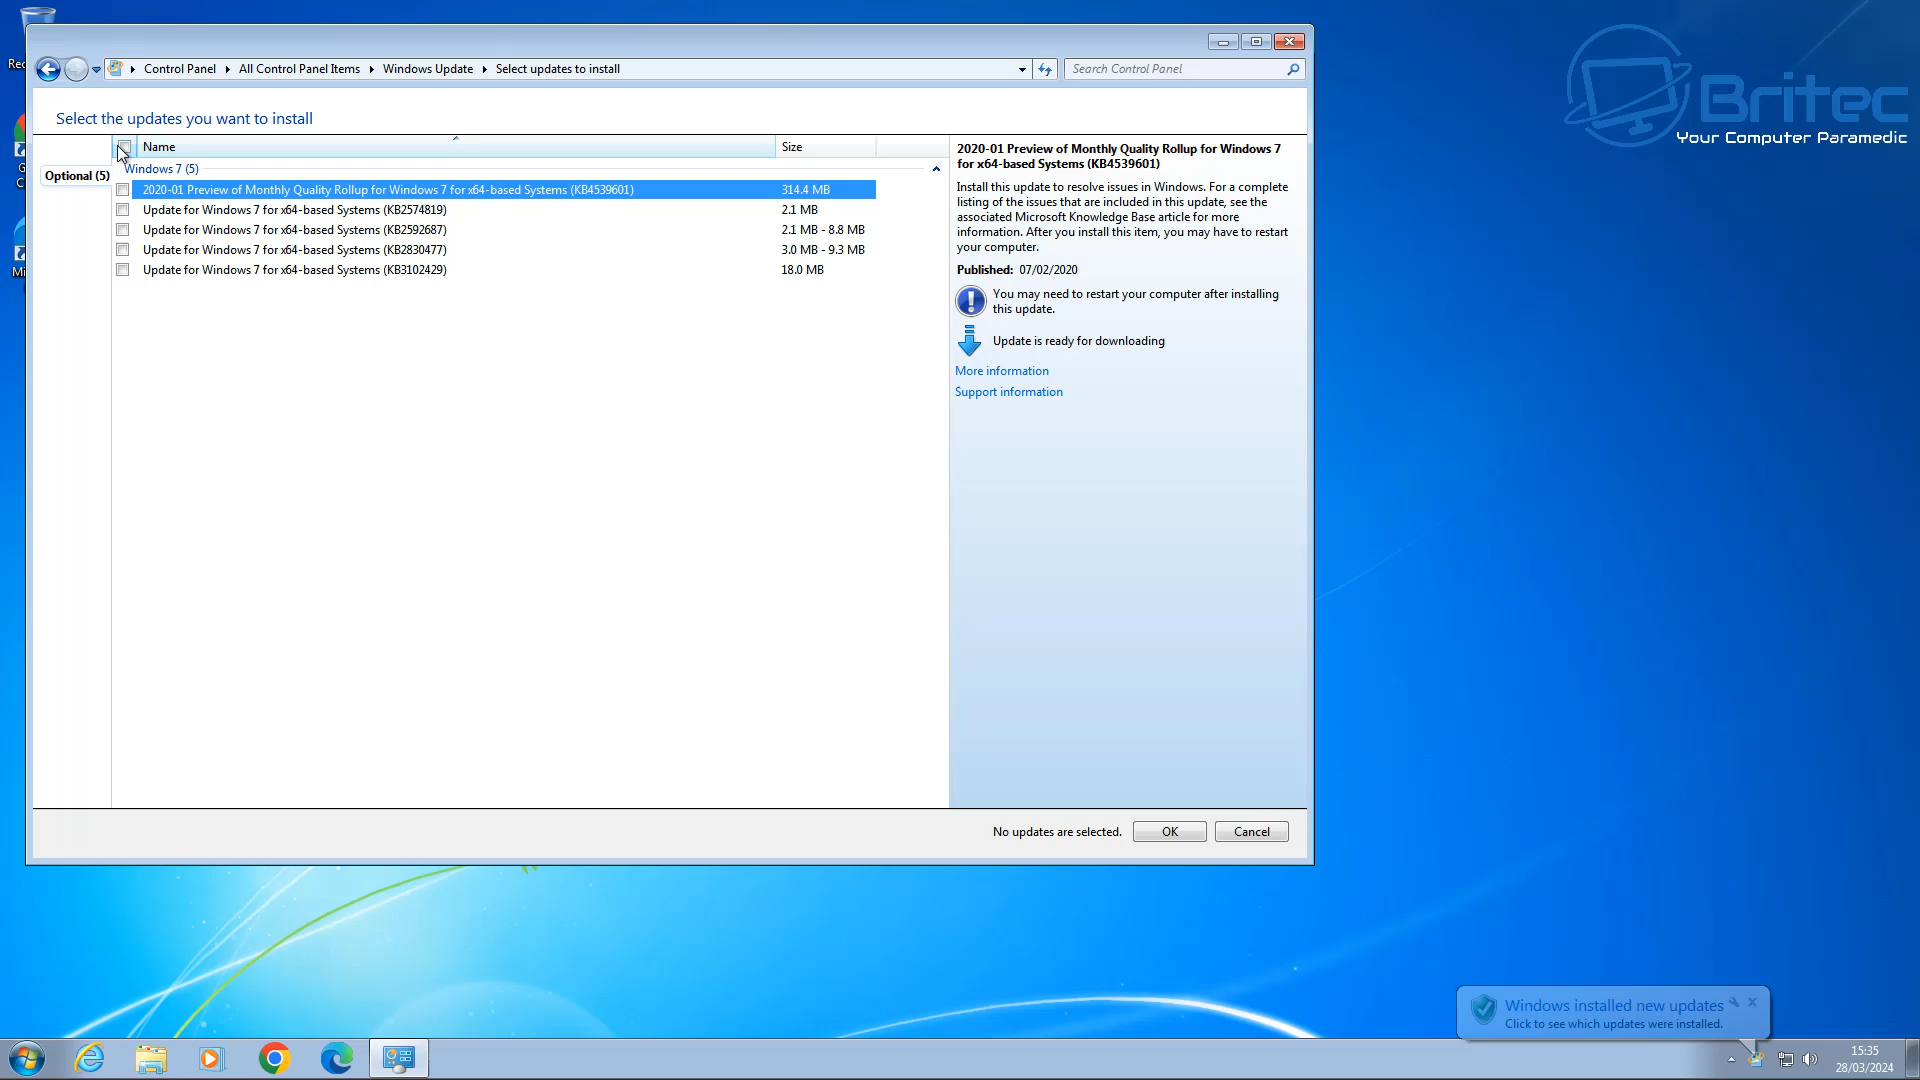 Control Panel
All Control Panel Items
Windows Update
Select updates to install
Search Control Panel
Britec
Your Computer Paramedic
Select the updates you want to install
Name
Size
Optional (5)
Windows 7 (5)
2020-01 Preview of Monthly Quality Rollup for Windows 7 for x64-based Systems (KB4539601)
314.4 MB
Update for Windows 7 for x64-based Systems (KB2574819)
2.1 MB
Update for Windows 7 for x64-based Systems (KB2592687)
2.1 MB - 8.8 MB
Update for Windows 7 for x64-based Systems (KB2830477)
3.0 MB - 9.3 MB
Update for Windows 7 for x64-based Systems (KB3102429)
18.0 MB
2020-01 Preview of Monthly Quality Rollup for Windows 7
for x64-based Systems (KB4539601)
Install this update to resolve issues in Windows. For a complete
listing of the issues that are included in this update, see the
associated Microsoft Knowledge Base article for more
information. After you install this item, you may have to restart
your computer.
Published: 07/02/2020
You may need to restart your computer after installing
this update.
Update is ready for downloading
More information
Support information
No updates are selected.
OK
Cancel
Windows installed new updates
Click to see which updates were installed.
15:35
28/03/2024